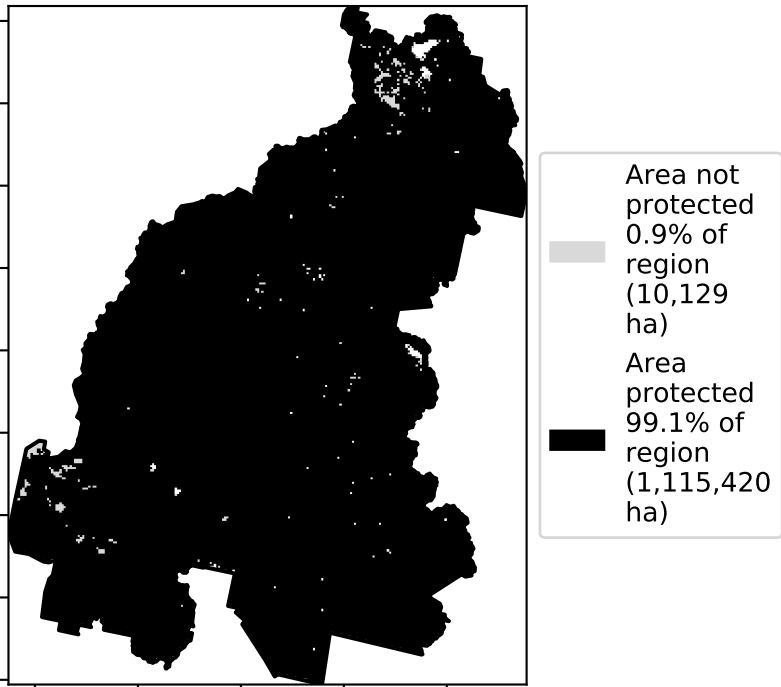 Area not
protected
0.9% of
region
(10,129
ha)
Area
protected
99.1% of
region
(1,115,420
ha)